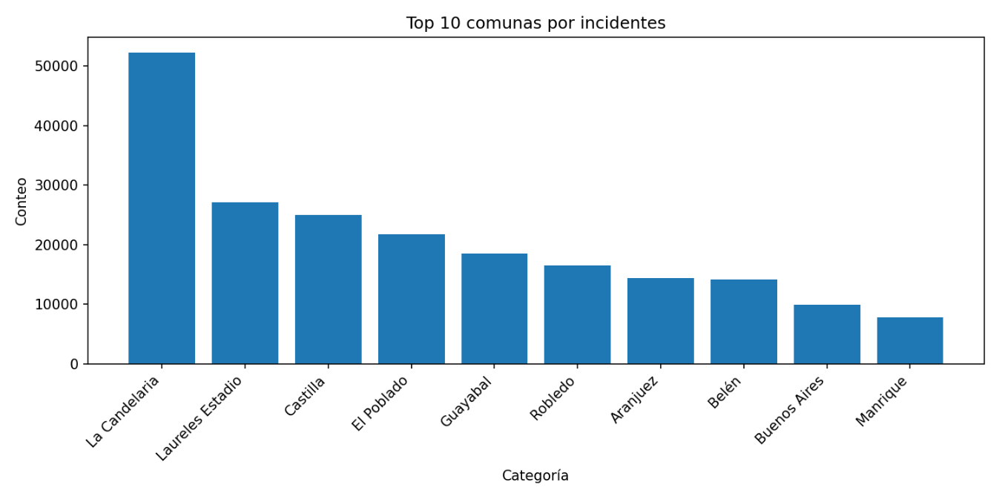 Top 10 comunas por incidentes
Conteo
50000
40000
30000
20000
10000
0
La Candelaria
Laureles Estadio
Castilla
El Poblado
Guayabal
Robledo
Aranjuez
Belén
Buenos Aires
Manrique
Categoría